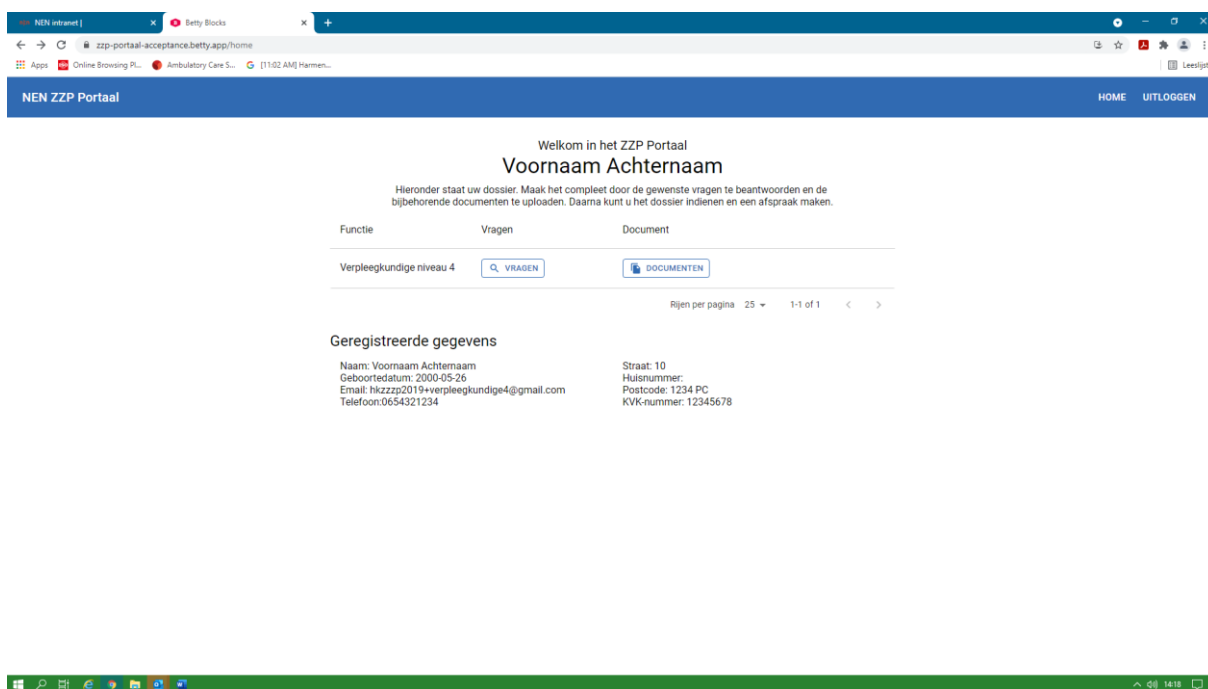 NEN intranet |
Betty Blocks
zzp-portaal-acceptance.betty.app/home
Apps
Online Browsing Pl...
Ambulatory Care S...
[11:02 AM] Harmen...
Leeslijst
NEN ZZP Portaal
HOME
UITLOGGEN
Welkom in het ZZP Portaal
Voornaam Achternaam
Hieronder staat uw dossier. Maak het compleet door de gewenste vragen te beantwoorden en de
bijbehorende documenten te uploaden. Daarna kunt u het dossier indienen en een afspraak maken.
Functie Vragen Document
Verpleegkundige niveau 4 VRAGEN DOCUMENTEN
Rijen per pagina 25 1-1 of 1
Geregistreerde gegevens
Naam: Voornaam Achternaam
Geboortedatum: 2000-05-26
Email: hkzzzp2019+verpleegkundige4@gmail.com
Telefoon:0654321234
Straat: 10
Huisnummer:
Postcode: 1234 PC
KVK-nummer: 12345678
14:18